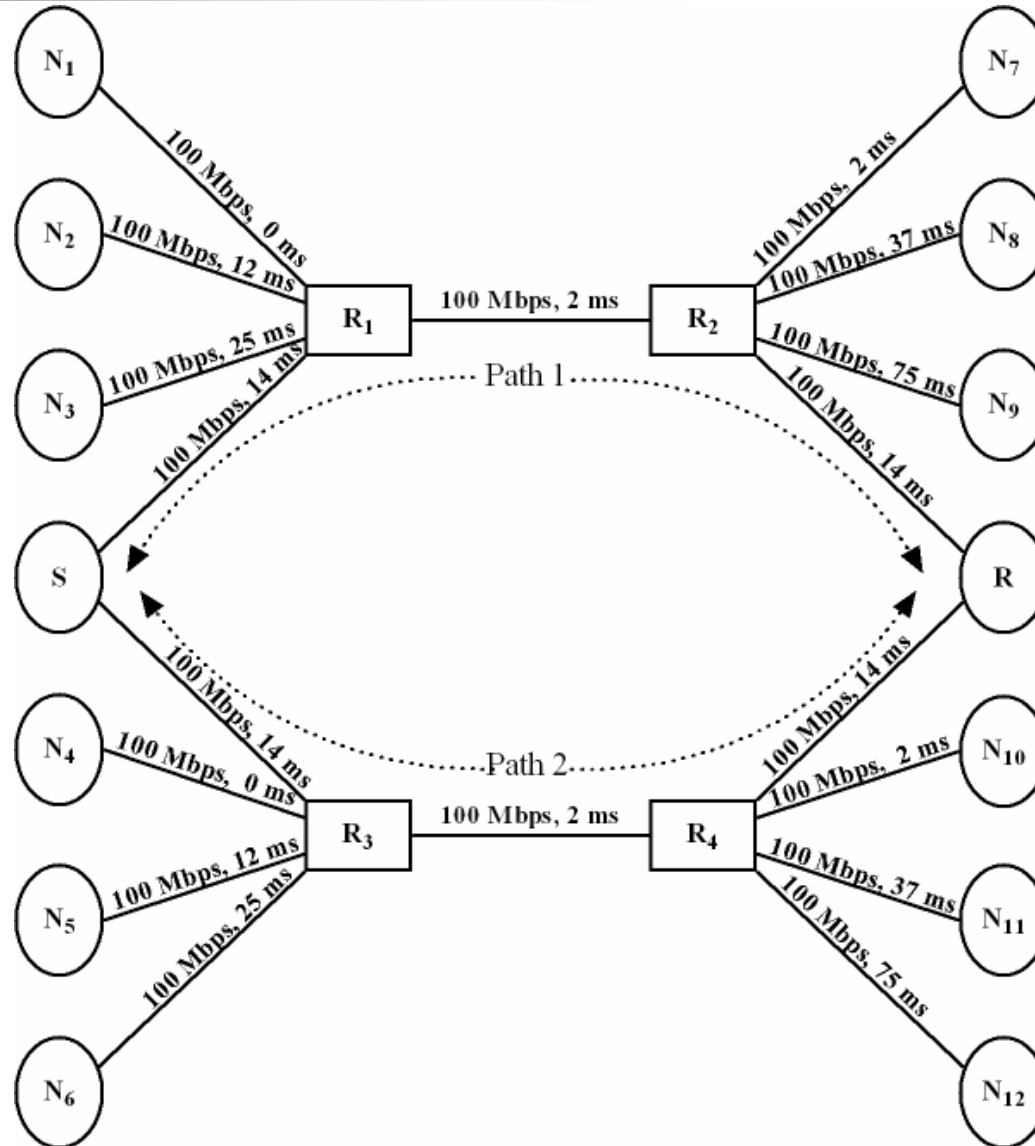 N1
N7
100 Mbps, 0 ms
100 Mbps, 2 ms
N2
100 Mbps, 12 ms
100 Mbps, 37 ms
N8
R1
100 Mbps, 2 ms
R2
N3
100 Mbps, 25 ms
100 Mbps, 75 ms
N9
100 Mbps, 14 ms
Path 1
100 Mbps, 14 ms
S
R
100 Mbps, 14 ms
100 Mbps, 14 ms
N4
100 Mbps, 0 ms
Path 2
100 Mbps, 2 ms
N10
R3
100 Mbps, 2 ms
R4
N5
100 Mbps, 12 ms
100 Mbps, 37 ms
N11
100 Mbps, 25 ms
100 Mbps, 75 ms
N6
N12